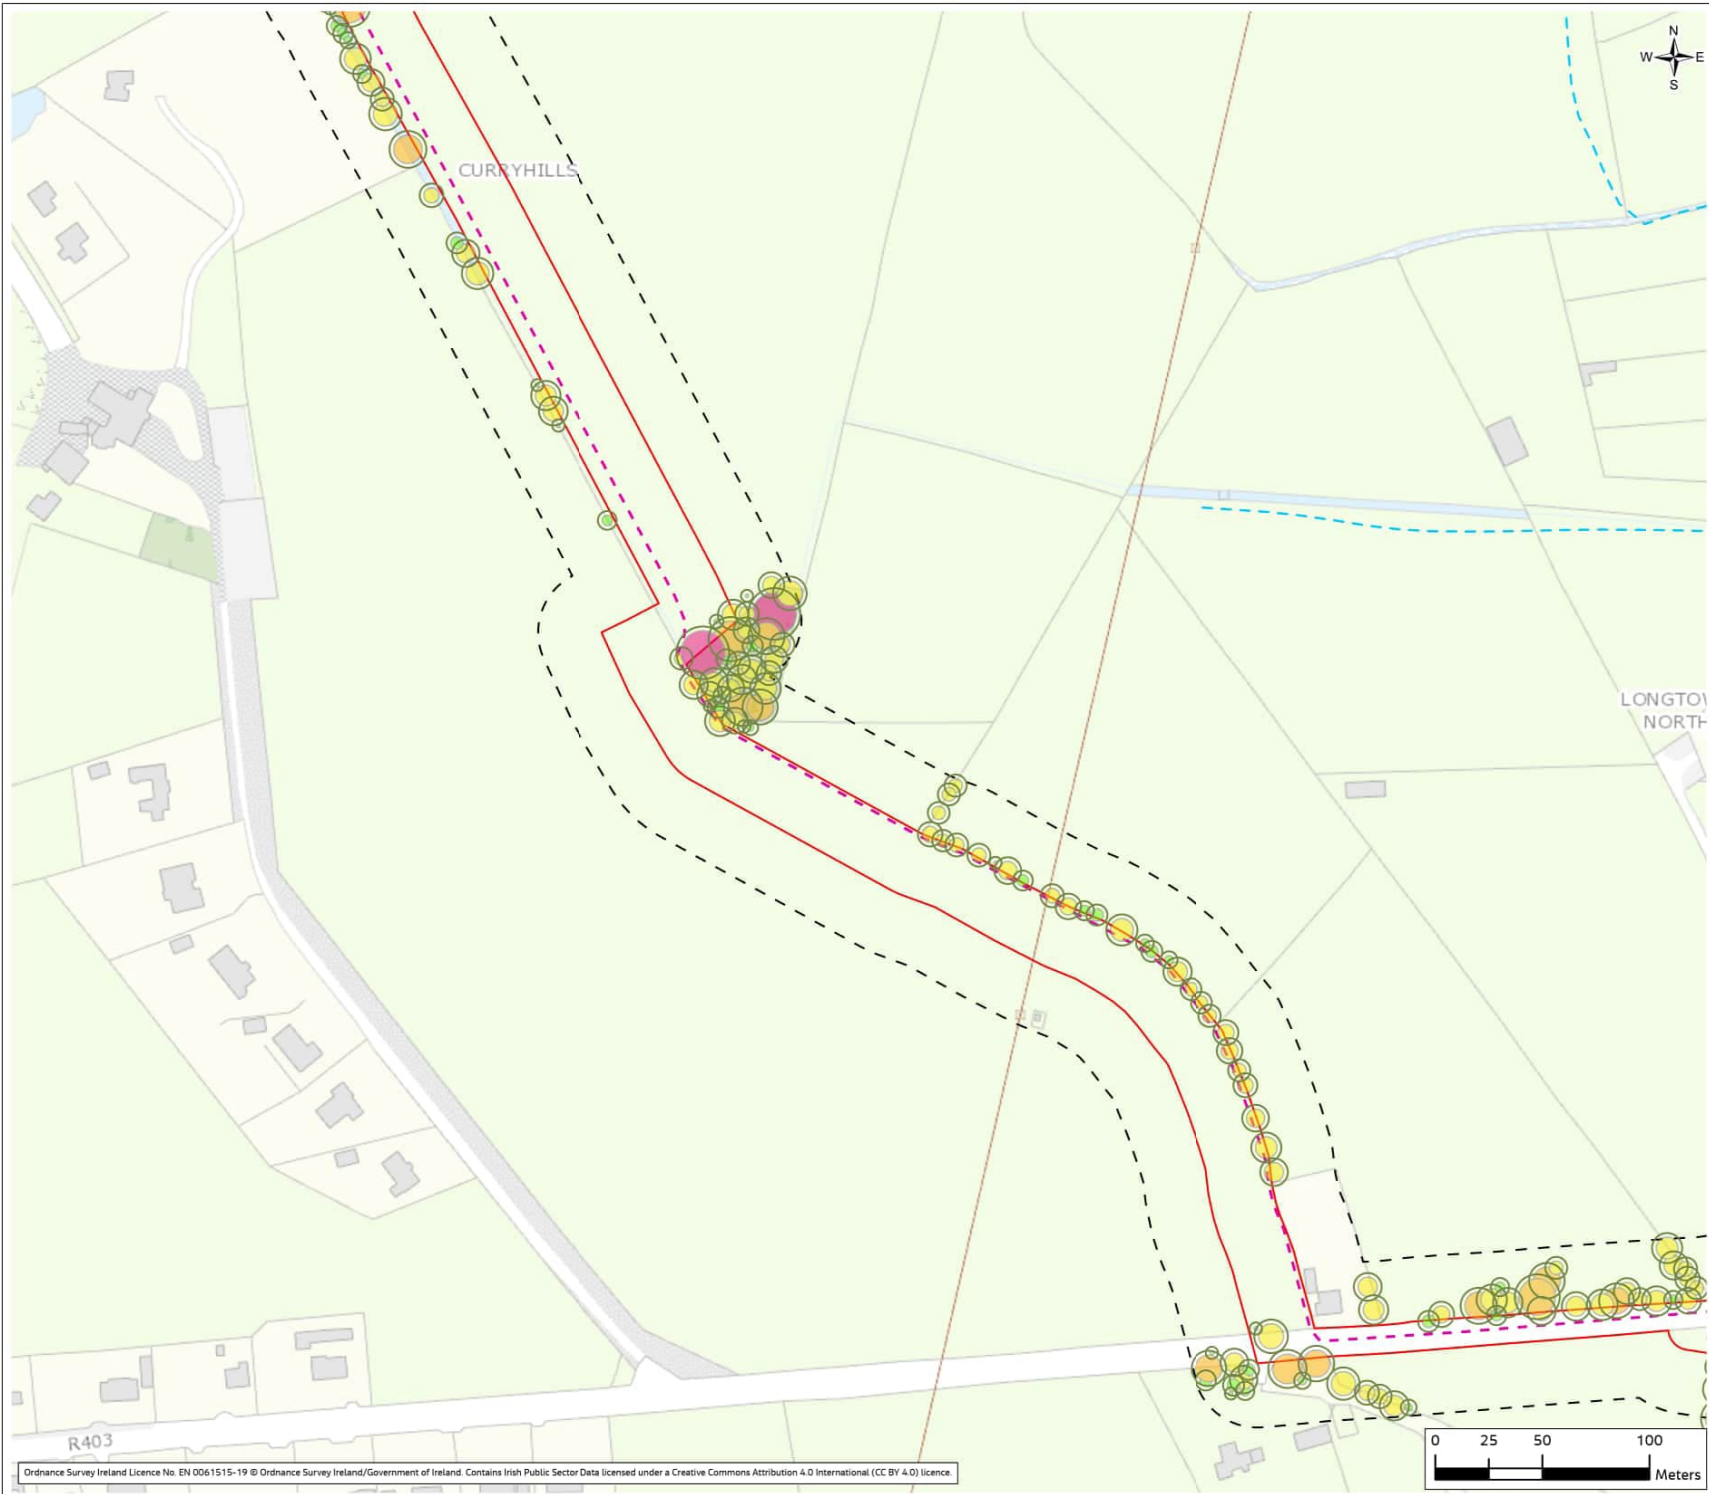 N
W E
S
CURRYHILLS
NORTH
R403
0 25 50 100
Meters
Ordnance Survey Ireland Licence No. EN 0061515-19 © Ordnance Survey Ireland/Government of Ireland. Contains Irish Public Sector Data licensed under a Creative Commons Attribution 4.0 International (CC BY 4.0) licence.